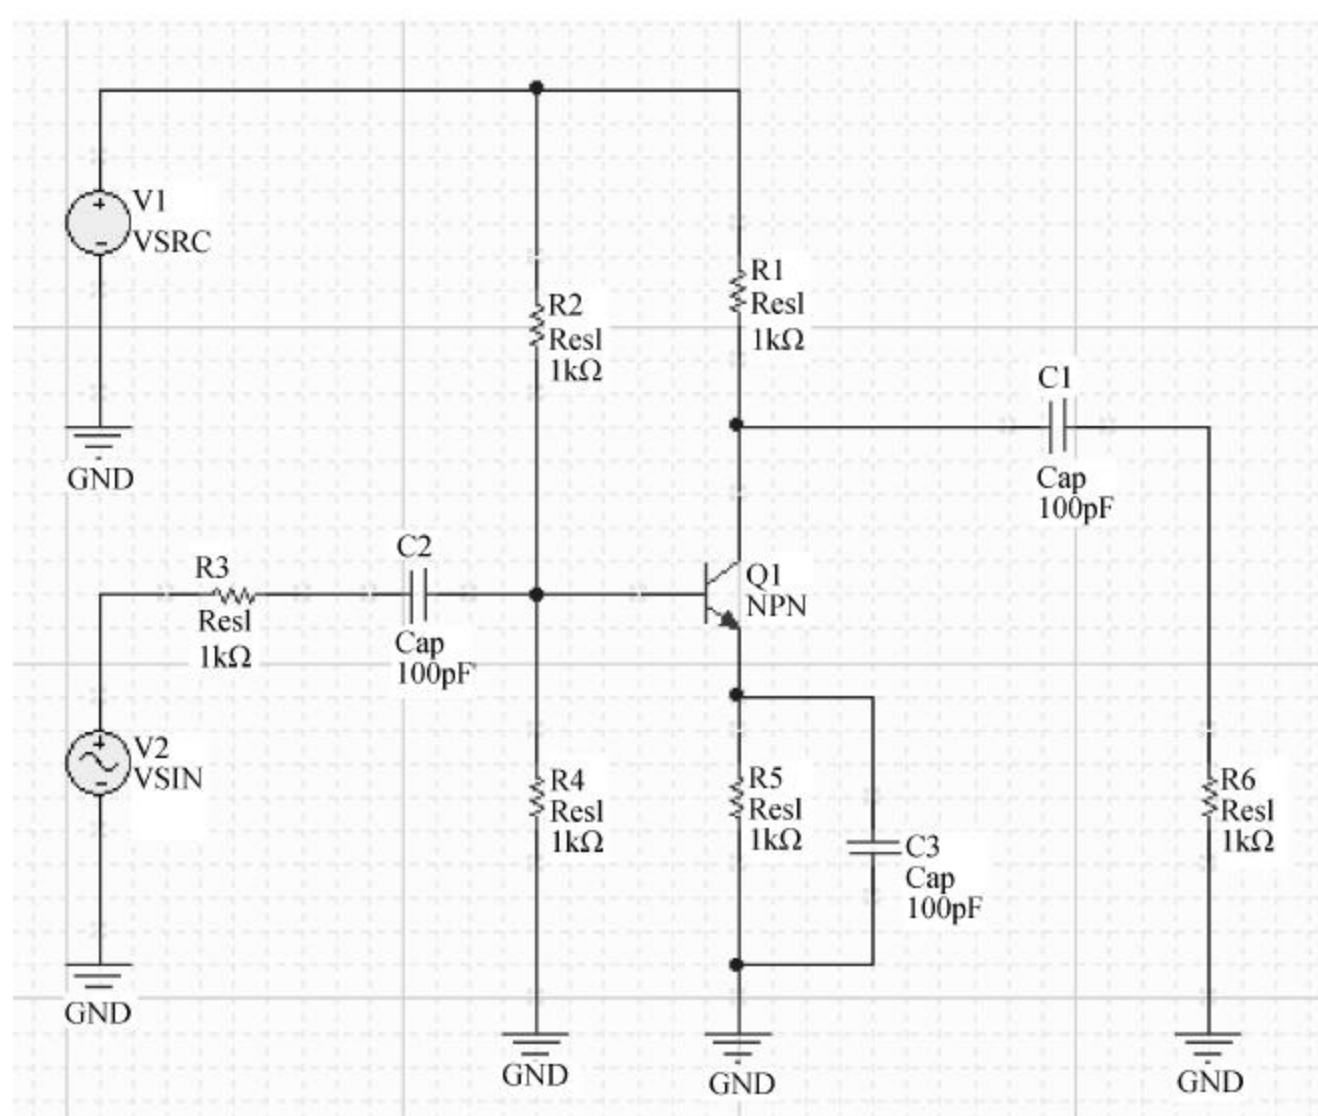 V1
VSRC
GND
R2
Resl
1kΩ
R1
Resl
1kΩ
C1
Cap
100pF
R3
Resl
1kΩ
C2
Cap
100pF
Q1
NPN
V2
VSIN
GND
R4
Resl
1kΩ
GND
R5
Resl
1kΩ
GND
C3
Cap
100pF
R6
Resl
1kΩ
GND